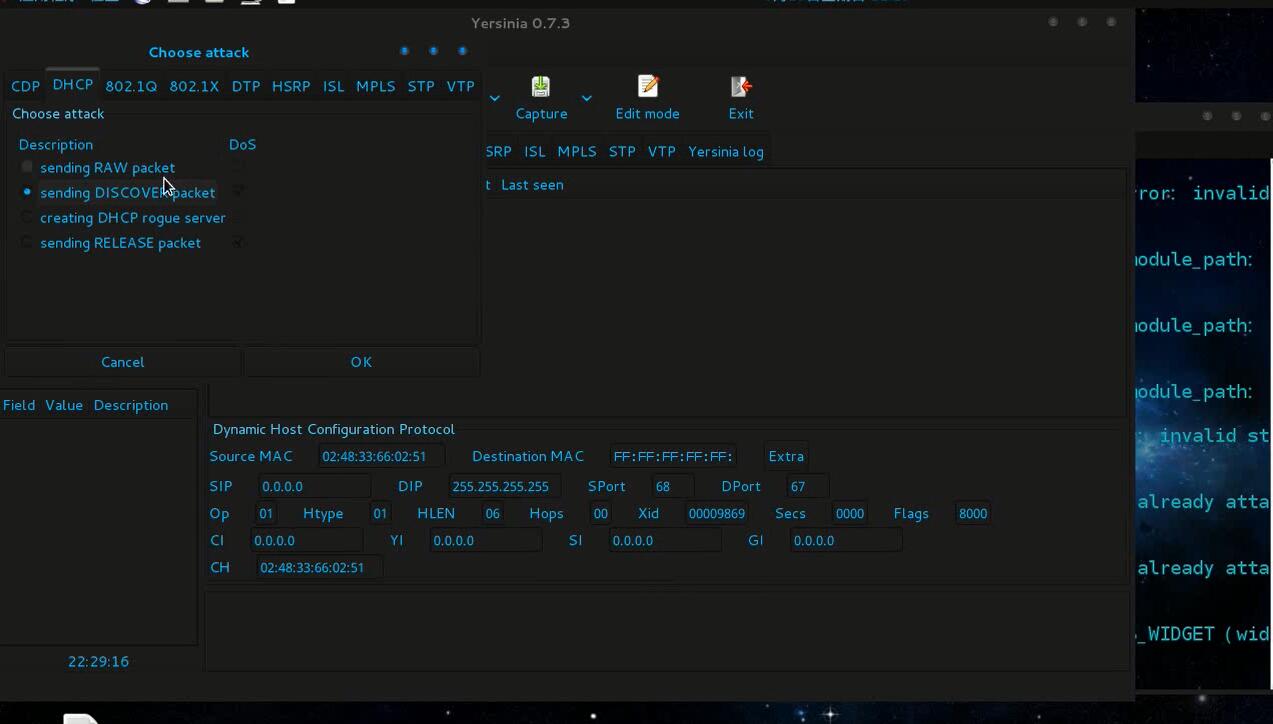 Yersinia 0.7.3
Choose attack
CDP DHCP 802.1Q 802.1X DTP HSRP ISL MPLS STP VTP
Choose attack
Description DoS
sending RAW packet
sending DISCOVER packet
creating DHCP rogue server
sending RELEASE packet
Cancel OK
Capture Edit mode Exit
SRP ISL MPLS STP VTP Yersinia log
t Last seen
Field Value Description
22:29:16
Dynamic Host Configuration Protocol
Source MAC 02:48:33:66:02:51 Destination MAC FF:FF:FF:FF:FF: Extra
SIP 0.0.0.0 DIP 255.255.255.255 SPort 68 DPort 67
Op 01 Htype 01 HLEN 06 Hops 00 Xid 00009869 Secs 0000 Flags 8000
CI 0.0.0.0 YI 0.0.0.0 SI 0.0.0.0 GI 0.0.0.0
CH 02:48:33:66:02:51
ror: invalid
module_path:
module_path:
module_path:
: invalid st
already atta
already atta
_WIDGET (wid